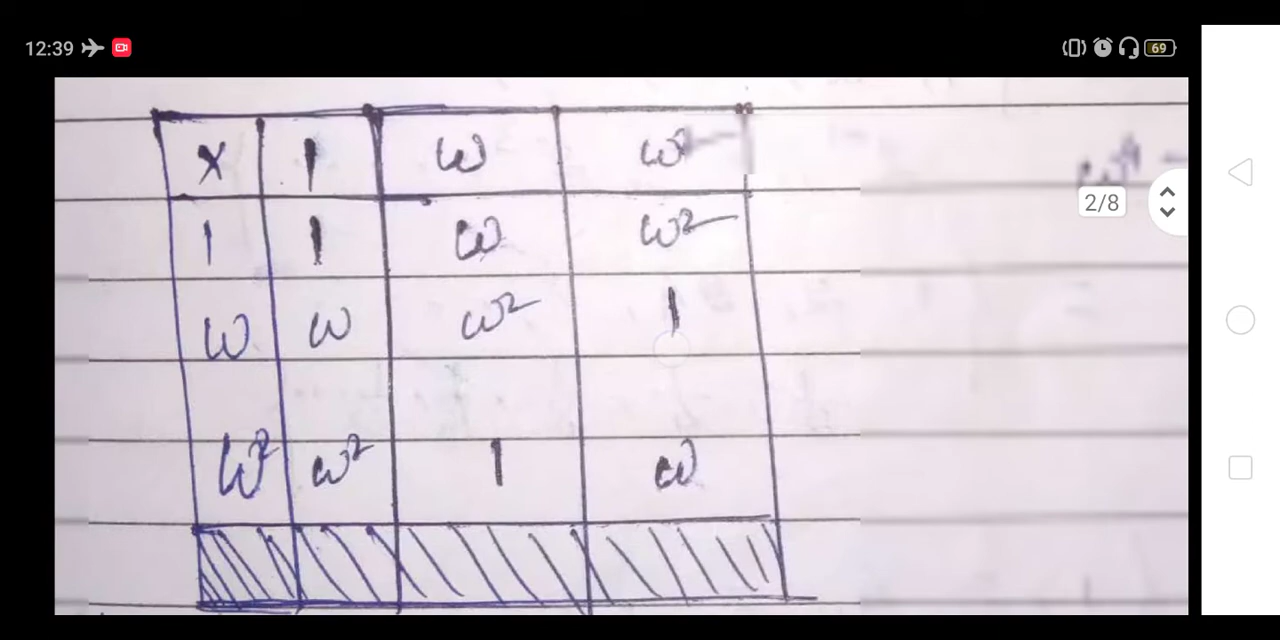 12:39
69
× 1 ω ω²
1 1 ω ω²
2/8
ω ω ω² 1
ω² ω² 1 ω